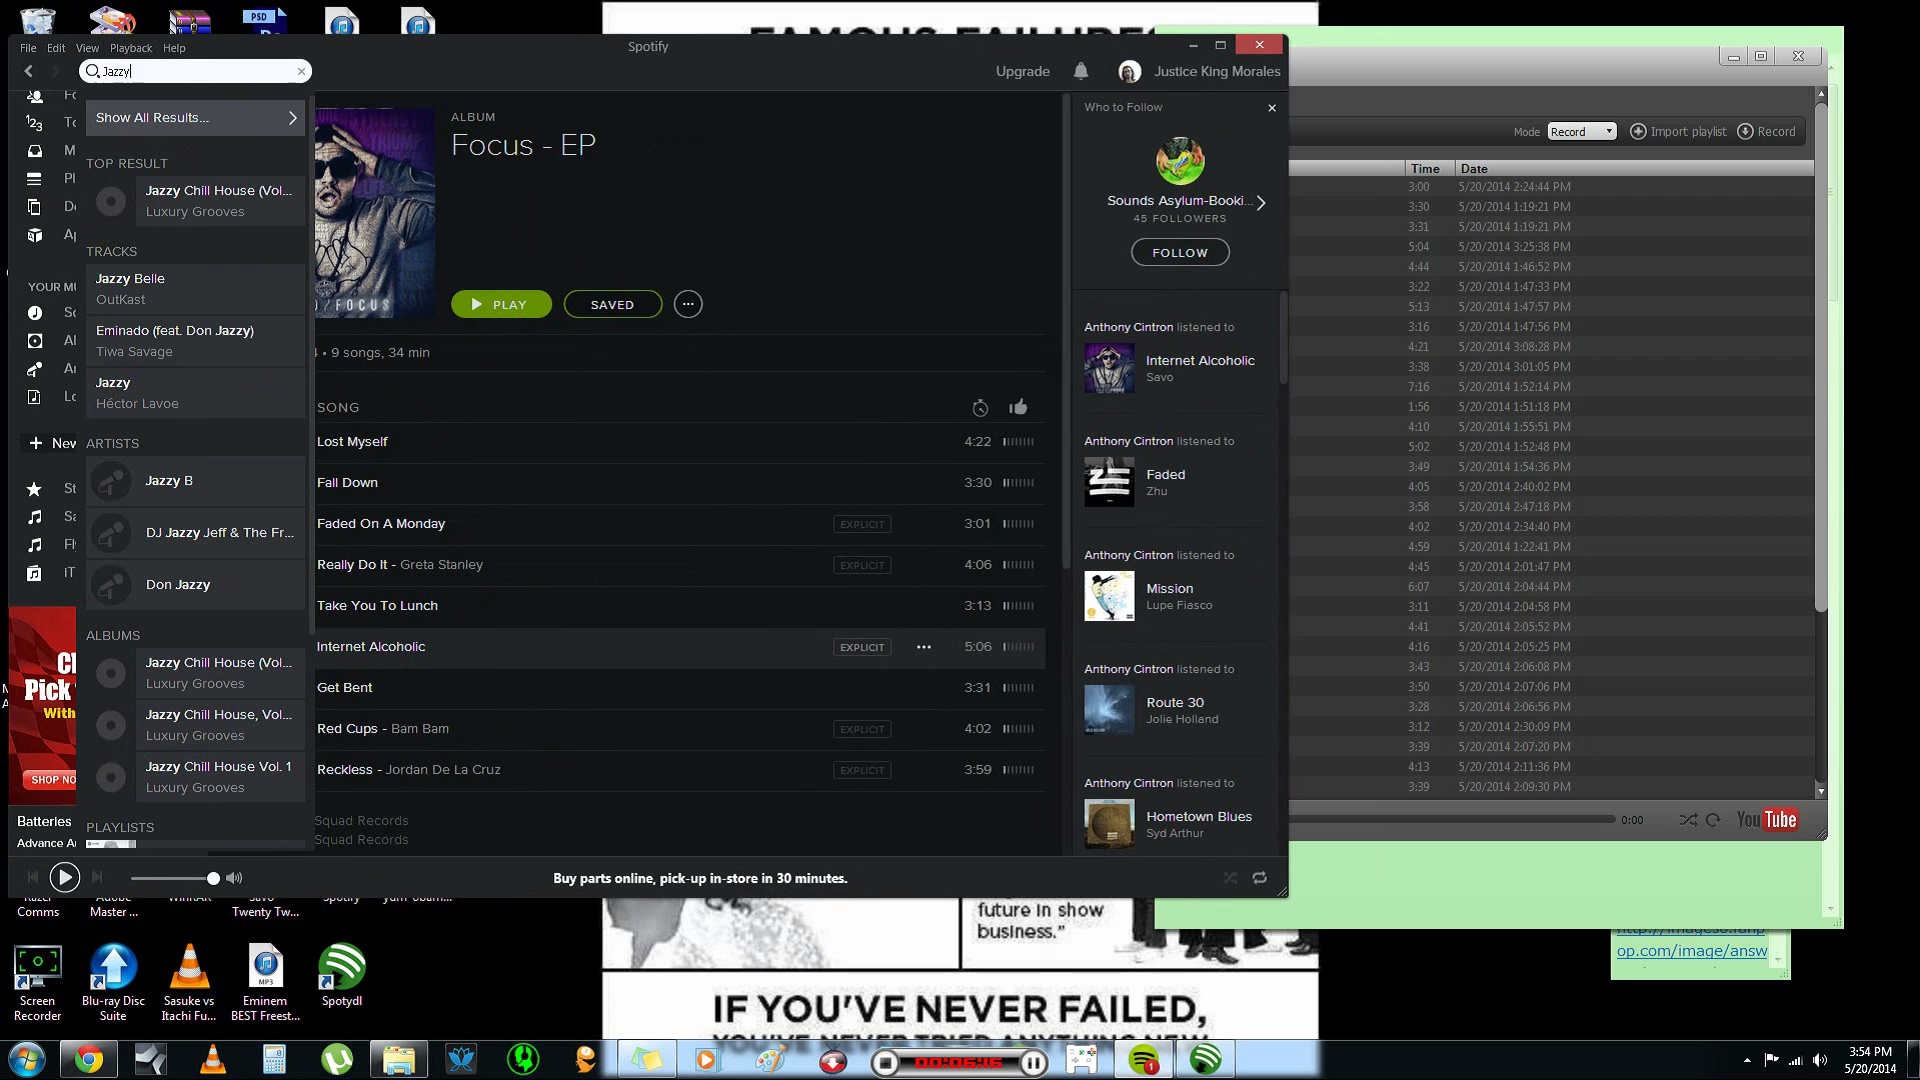 File Edit View Playback Help
Spotify
Jazzy
Upgrade
Justice King Morales
Show All Results...
TOP RESULT
Jazzy Chill House (Vol...
Luxury Grooves
TRACKS
Jazzy Belle
OutKast
Eminado (feat. Don Jazzy)
Tiwa Savage
Jazzy
Héctor Lavoe
ARTISTS
Jazzy B
DJ Jazzy Jeff & The Fr...
Don Jazzy
ALBUMS
Jazzy Chill House (Vol...
Luxury Grooves
Jazzy Chill House, Vol...
Luxury Grooves
Jazzy Chill House Vol. 1
Luxury Grooves
PLAYLISTS
YOUR MU
New
Pick
With
SHOP NO
Batteries
Advance A
ALBUM
Focus - EP
PLAY
SAVED
• 9 songs, 34 min
SONG
Lost Myself 4:22
Fall Down 3:30
Faded On A Monday EXPLICIT 3:01
Really Do It - Greta Stanley EXPLICIT 4:06
Take You To Lunch 3:13
Internet Alcoholic EXPLICIT 5:06
Get Bent 3:31
Red Cups - Bam Bam EXPLICIT 4:02
Reckless - Jordan De La Cruz EXPLICIT 3:59
Squad Records
Squad Records
Buy parts online, pick-up in-store in 30 minutes.
Who to Follow
Sounds Asylum-Booki...
45 FOLLOWERS
FOLLOW
Anthony Cintron listened to
Internet Alcoholic
Savo
Anthony Cintron listened to
Faded
Zhu
Anthony Cintron listened to
Mission
Lupe Fiasco
Anthony Cintron listened to
Route 30
Jolie Holland
Anthony Cintron listened to
Hometown Blues
Syd Arthur
Mode Record Import playlist Record
Time Date
3:00 5/20/2014 2:24:44 PM
3:30 5/20/2014 1:19:21 PM
3:31 5/20/2014 1:19:21 PM
5:04 5/20/2014 3:25:38 PM
4:44 5/20/2014 1:46:52 PM
3:22 5/20/2014 1:47:33 PM
5:13 5/20/2014 1:47:57 PM
3:16 5/20/2014 1:47:56 PM
4:21 5/20/2014 3:08:28 PM
3:38 5/20/2014 3:01:05 PM
7:16 5/20/2014 1:52:14 PM
1:56 5/20/2014 1:51:18 PM
4:10 5/20/2014 1:55:51 PM
5:02 5/20/2014 1:52:48 PM
3:49 5/20/2014 1:54:36 PM
4:05 5/20/2014 2:40:02 PM
3:58 5/20/2014 2:47:18 PM
4:02 5/20/2014 2:34:40 PM
4:59 5/20/2014 1:22:41 PM
4:45 5/20/2014 2:01:47 PM
6:07 5/20/2014 2:04:44 PM
3:11 5/20/2014 2:04:58 PM
4:41 5/20/2014 2:05:52 PM
4:16 5/20/2014 2:05:25 PM
3:43 5/20/2014 2:06:08 PM
3:50 5/20/2014 2:07:06 PM
3:28 5/20/2014 2:06:56 PM
3:12 5/20/2014 2:30:09 PM
3:39 5/20/2014 2:07:20 PM
4:13 5/20/2014 2:11:36 PM
3:39 5/20/2014 2:09:30 PM
0:00
YouTube
future in show
business."
op.com/image/answ
IF YOU'VE NEVER FAILED,
YOU'VE NEVER TRIED ANYTHING NEW
PSD
Comms
Master ...
Twenty Tw...
Screen
Recorder
Blu-ray Disc
Suite
Sasuke vs
Itachi Fu...
MP3
Eminem
BEST Freest...
Spotydl
00:06:16
3:54 PM
5/20/2014